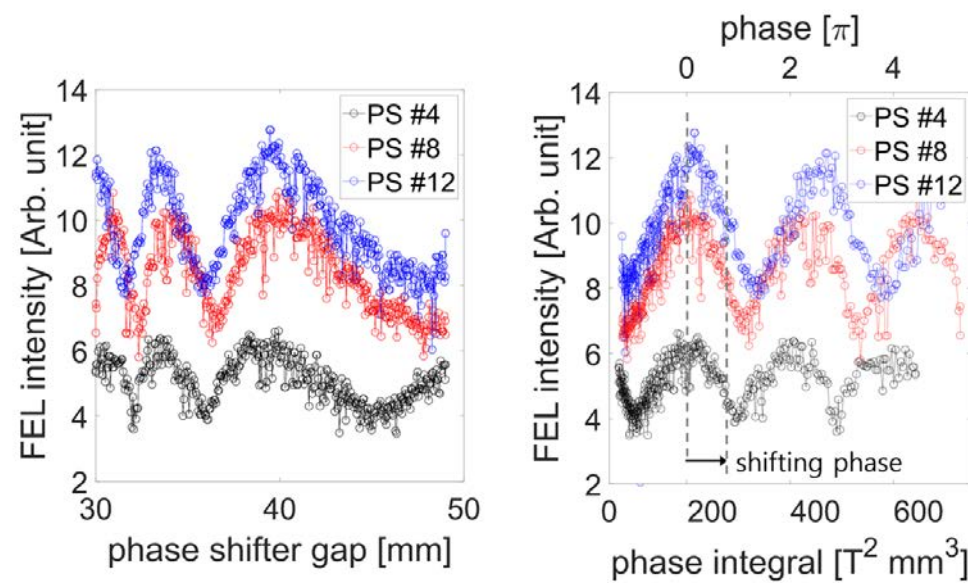 FEL intensity [Arb. unit]
14
12
10
8
6
4
2
PS #4
PS #8
PS #12
30
40
50
phase shifter gap [mm]
phase [π]
0
2
4
FEL intensity [Arb. unit]
14
12
10
8
6
4
2
PS #4
PS #8
PS #12
shifting phase
0
200
400
600
phase integral [T² mm³]